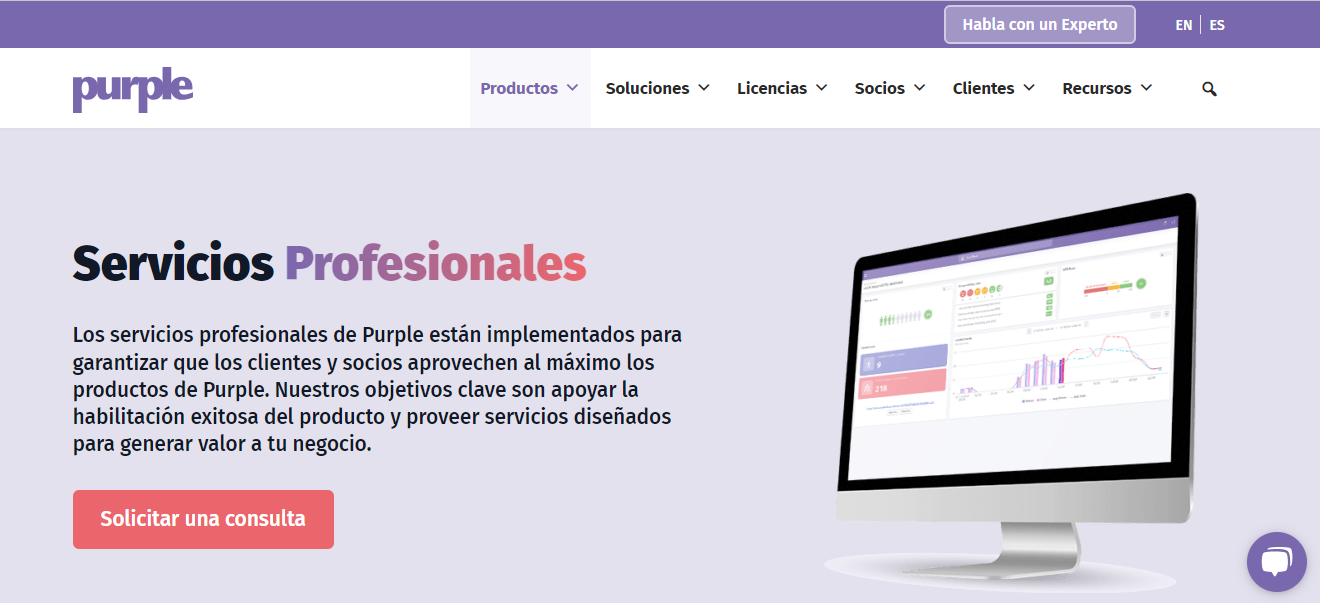 Habla con un Experto
EN
ES
purple
Productos
Soluciones
Licencias
Socios
Clientes
Recursos
Servicios Profesionales
Los servicios profesionales de Purple están implementados para
garantizar que los clientes y socios aprovechen al máximo los
productos de Purple. Nuestros objetivos clave son apoyar la
habilitación exitosa del producto y proveer servicios diseñados
para generar valor a tu negocio.
Solicitar una consulta
9
218